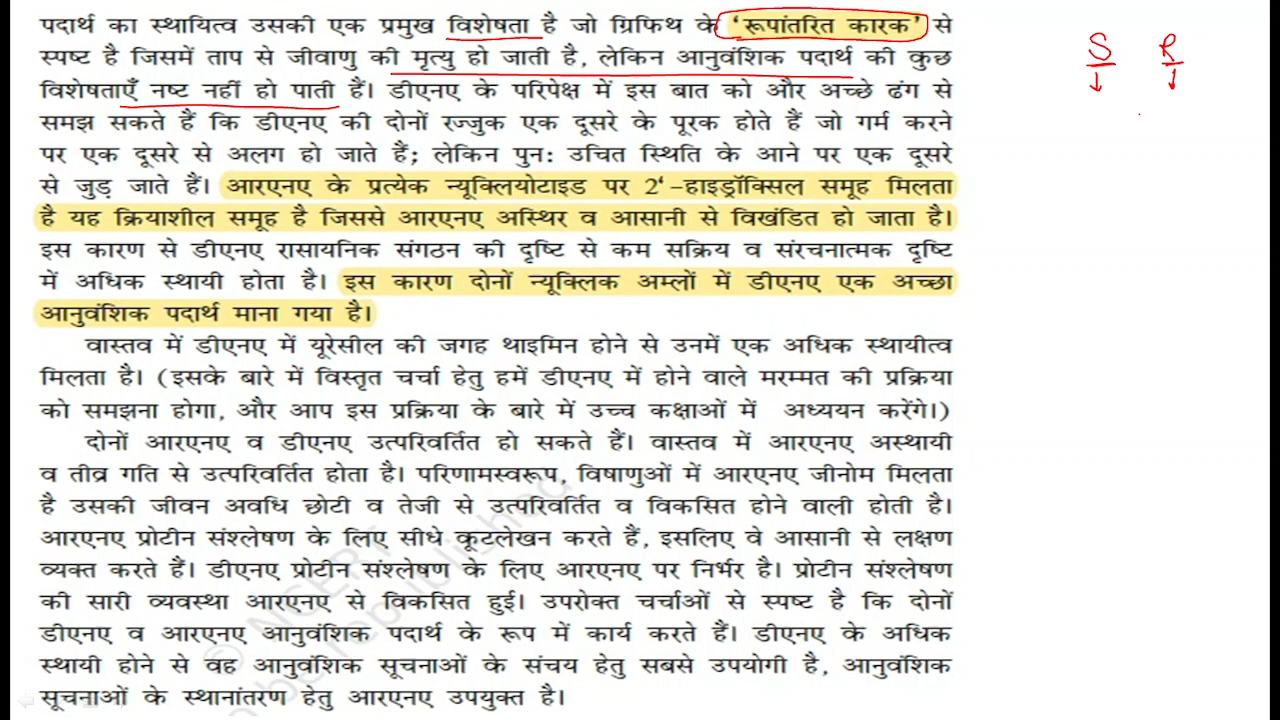 पदार्थ का स्थायित्व उसकी एक प्रमुख विशेषता है जो ग्रिफिथ के ‘रूपांतरित कारक’ से
स्पष्ट है जिसमें ताप से जीवाणु की मृत्यु हो जाती है, लेकिन आनुवंशिक पदार्थ की कुछ
विशेषताएँ नष्ट नहीं हो पाती हैं। डीएनए के परिपेक्ष में इस बात को और अच्छे ढंग से
समझ सकते हैं कि डीएनए की दोनों रज्जुक एक दूसरे के पूरक होते हैं जो गर्म करने
पर एक दूसरे से अलग हो जाते हैं; लेकिन पुन: उचित स्थिति के आने पर एक दूसरे
से जुड़ जाते हैं। आरएनए के प्रत्येक न्यूक्लियोटाइड पर 2‘-हाइड्रॉक्सिल समूह मिलता
है यह क्रियाशील समूह है जिससे आरएनए अस्थिर व आसानी से विखंडित हो जाता है।
इस कारण से डीएनए रासायनिक संगठन की दृष्टि से कम सक्रिय व संरचनात्मक दृष्टि
में अधिक स्थायी होता है। इस कारण दोनों न्यूक्लिक अम्लों में डीएनए एक अच्छा
आनुवंशिक पदार्थ माना गया है।
वास्तव में डीएनए में यूरेसील की जगह थाइमिन होने से उनमें एक अधिक स्थायीत्व
मिलता है। (इसके बारे में विस्तृत चर्चा हेतु हमें डीएनए में होने वाले मरम्मत की प्रक्रिया
को समझना होगा, और आप इस प्रक्रिया के बारे में उच्च कक्षाओं में अध्ययन करेंगे।)
दोनों आरएनए व डीएनए उत्परिवर्तित हो सकते हैं। वास्तव में आरएनए अस्थायी
व तीव्र गति से उत्परिवर्तित होता है। परिणामस्वरूप, विषाणुओं में आरएनए जीनोम मिलता
है उसकी जीवन अवधि छोटी व तेजी से उत्परिवर्तित व विकसित होने वाली होती है।
आरएनए प्रोटीन संश्लेषण के लिए सीधे कूटलेखन करते हैं, इसलिए वे आसानी से लक्षण
व्यक्त करते हैं। डीएनए प्रोटीन संश्लेषण के लिए आरएनए पर निर्भर है। प्रोटीन संश्लेषण
की सारी व्यवस्था आरएनए से विकसित हुई। उपरोक्त चर्चाओं से स्पष्ट है कि दोनों
डीएनए व आरएनए आनुवंशिक पदार्थ के रूप में कार्य करते हैं। डीएनए के अधिक
स्थायी होने से वह आनुवंशिक सूचनाओं के संचय हेतु सबसे उपयोगी है, आनुवंशिक
सूचनाओं के स्थानांतरण हेतु आरएनए उपयुक्त है।
S R
© NCERT
be republished